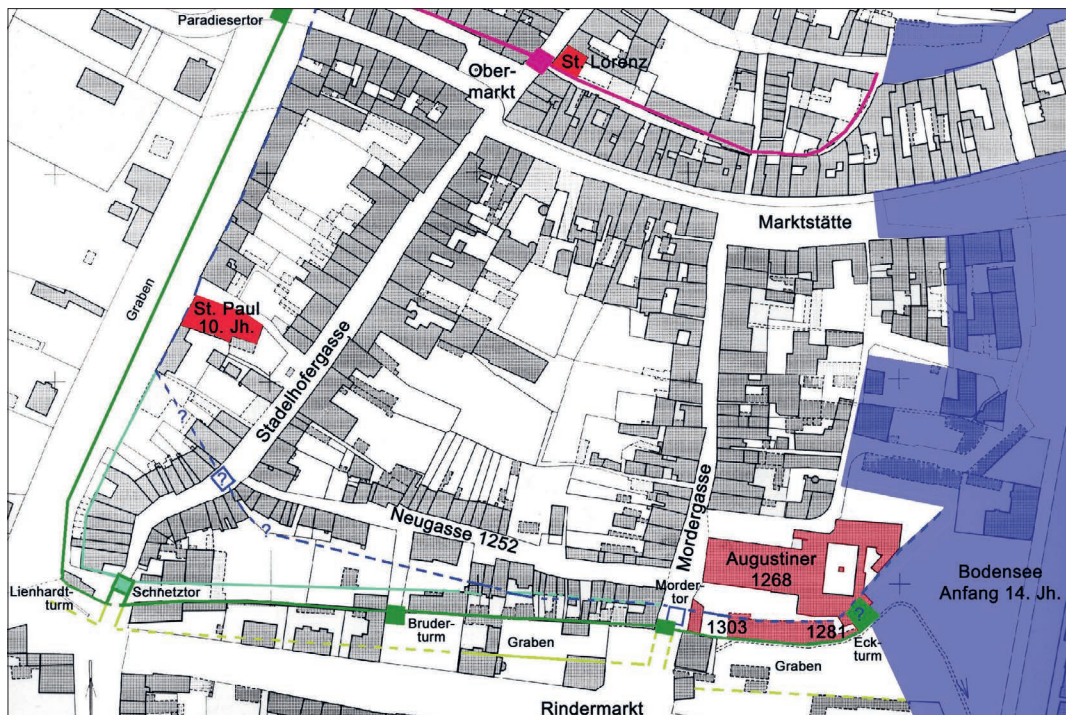 Paradiesertor
Ober-
markt
St. Lorenz
Marktstätte
Graben
St. Paul
10. Jh.
Stadelhofergasse
?
?
?
Neugasse 1252
Mordergasse
Augustiner
1268
Bodensee
Anfang 14. Jh.
Lienhardt-
turm
Schnetztor
Bruder-
turm
Morder-
tor
1303
1281
?
Eck-
turm
Graben
Graben
Rindermarkt